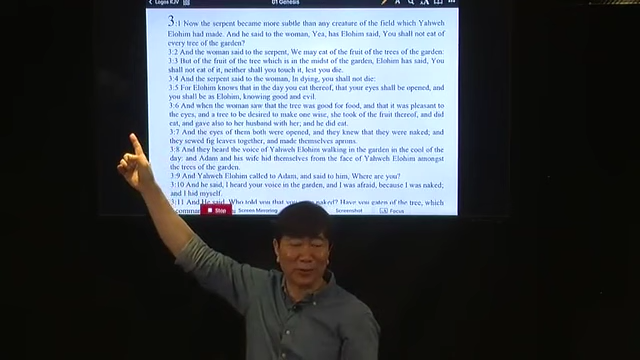 Logos KJV
01 Genesis
3:1 Now the serpent became more subtle than any creature of the field which Yahweh
Elohim had made. And he said to the woman, Yea, has Elohim said, You shall not eat of
every tree of the garden?
3:2 And the woman said to the serpent, We may eat of the fruit of the trees of the garden:
3:3 But of the fruit of the tree which is in the midst of the garden, Elohim has said, You
shall not eat of it, neither shall you touch it, lest you die.
3:4 And the serpent said to the woman, In dying, you shall not die:
3:5 For Elohim knows that in the day you eat thereof, that your eyes shall be opened, and
you shall be as Elohim, knowing good and evil.
3:6 And when the woman saw that the tree was good for food, and that it was pleasant to
the eyes, and a tree to be desired to make one wise, she took of the fruit thereof, and did
eat, and gave also to her husband with her; and he did eat.
3:7 And the eyes of them both were opened, and they knew that they were naked; and
they sewed fig leaves together, and made themselves aprons.
3:8 And they heard the voice of Yahweh Elohim walking in the garden in the cool of the
day: and Adam and his wife hid themselves from the face of Yahweh Elohim amongst
the trees of the garden.
3:9 And Yahweh Elohim called to Adam, and said to him, Where are you?
3:10 And he said, I heard your voice in the garden, and I was afraid, because I was naked;
and I hid myself.
3:11 And He said, Who told you that you were naked? Have you eaten of the tree, which
Stop Screen Mirroring Screenshot Focus